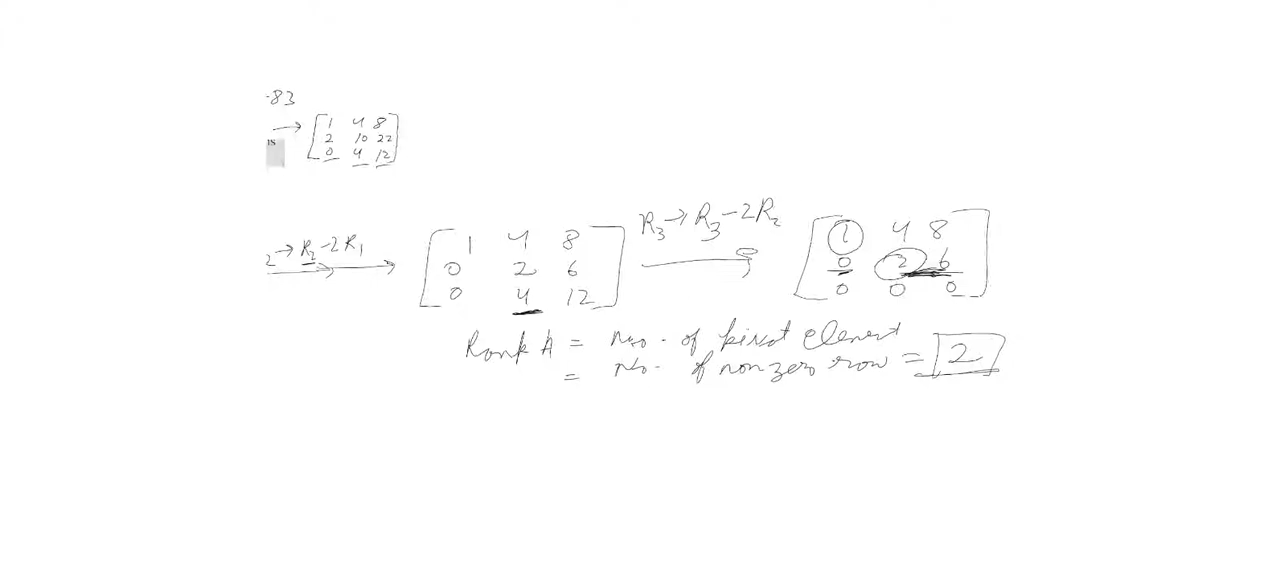 -83
→ [1 4 8
2 10 22
is
0 4 12]
2 → R2 - 2R1
[1 4 8
0 2 6
0 4 12]
R3 → R3 - 2R2
[1 4 8
0 2 6
0 0 0]
Rank A = No. of pivot element
= No. of nonzero row = 2